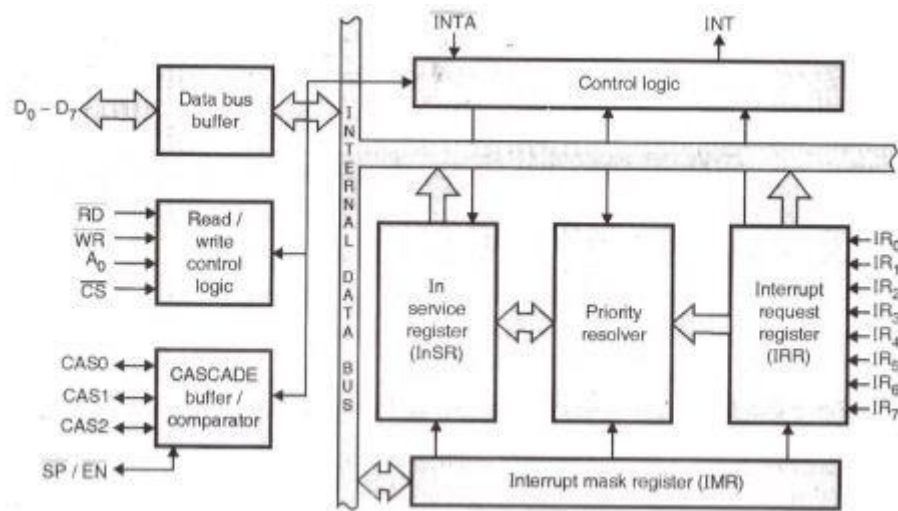 INTA
INT
Control logic
D0 – D7
Data bus
buffer
INTERNAL DATA BUS
RD
WR
A0
CS
Read /
write
control
logic
In
service
register
(InSR)
Priority
resolver
Interrupt
request
register
(IRR)
IR0
IR1
IR2
IR3
IR4
IR5
IR6
IR7
CAS0
CAS1
CAS2
CASCADE
buffer /
comparator
SP / EN
Interrupt mask register (IMR)